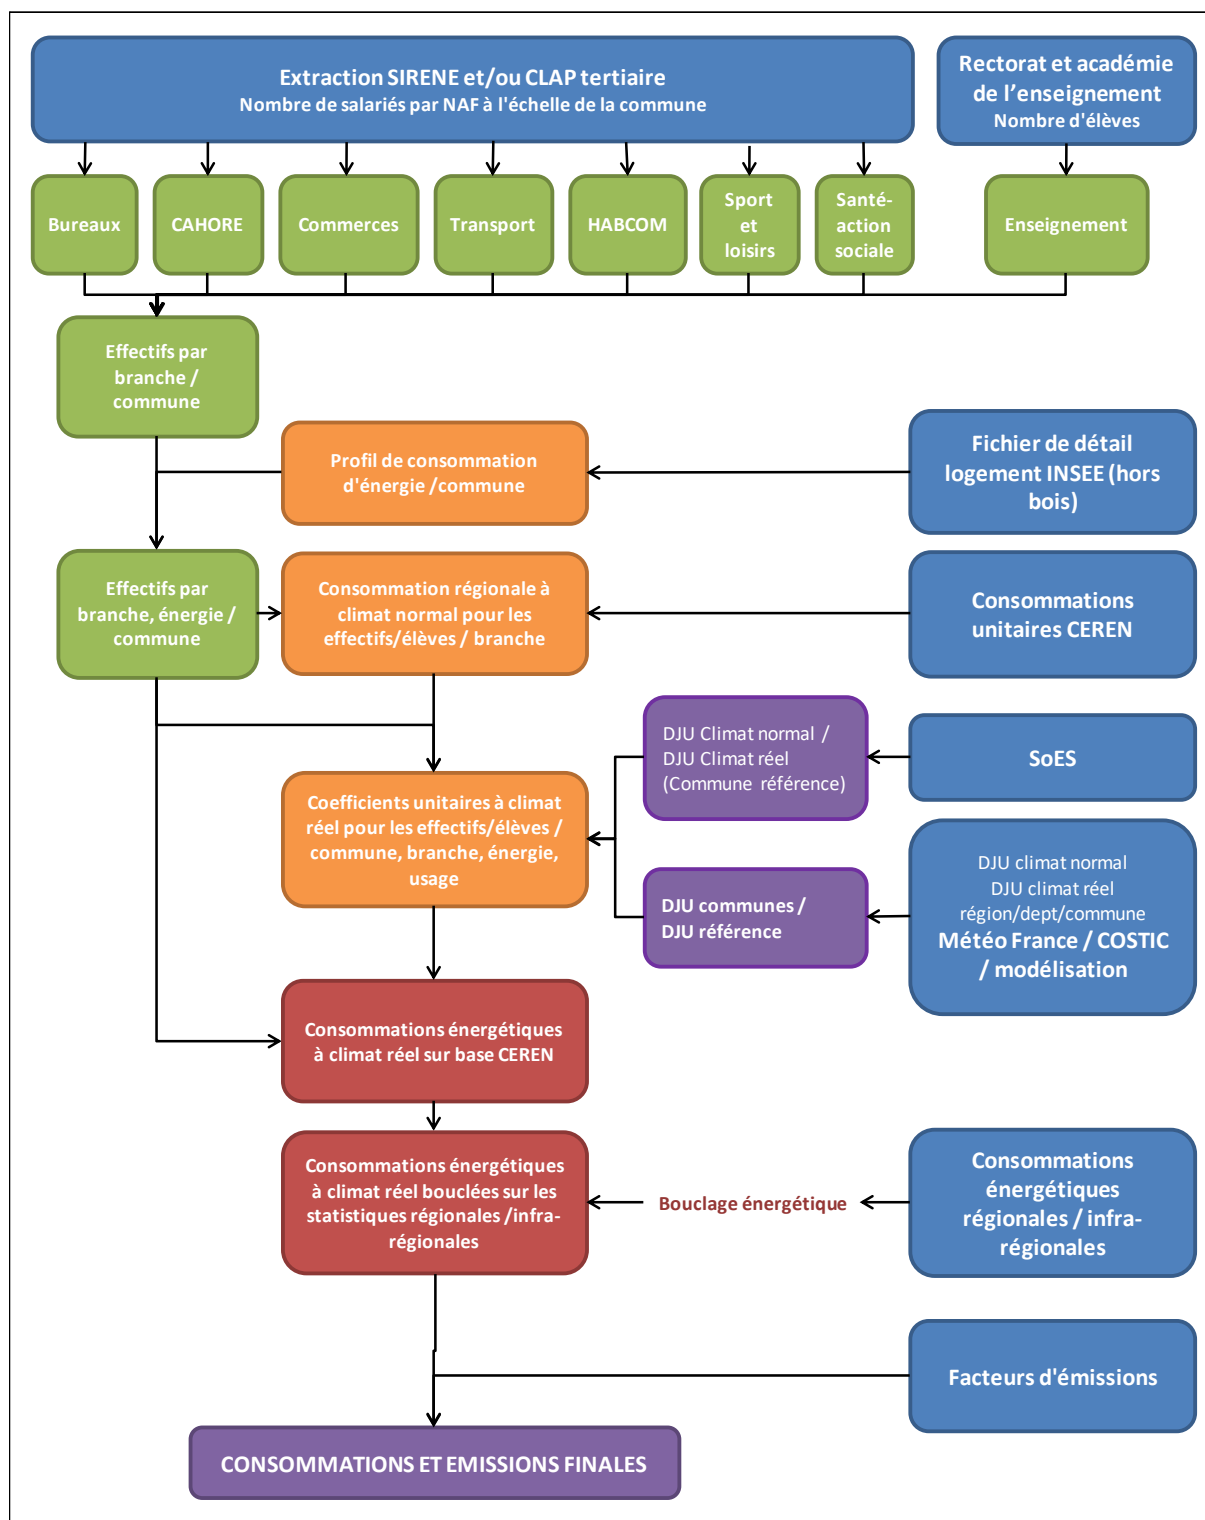 Extraction SIRENE et/ou CLAP tertiaire
Nombre de salariés par NAF à l'échelle de la commune
Rectorat et académie
de l’enseignement
Nombre d'élèves
Bureaux
CAHORE
Commerces
Transport
HABCOM
Sport
et
loisirs
Santé-
action
sociale
Enseignement
Effectifs par
branche /
commune
Profil de consommation
d'énergie /commune
Fichier de détail
logement INSEE (hors
bois)
Effectifs par
branche, énergie /
commune
Consommation régionale à
climat normal pour les
effectifs/élèves / branche
Consommations
unitaires CEREN
DJU Climat normal /
DJU Climat réel
(Commune référence)
SoES
Coefficients unitaires à climat
réel pour les effectifs/élèves /
commune, branche, énergie,
usage
DJU communes /
DJU référence
DJU climat normal
DJU climat réel
région/dept/commune
Météo France / COSTIC
/ modélisation
Consommations énergétiques
à climat réel sur base CEREN
Consommations énergétiques
à climat réel bouclées sur les
statistiques régionales /infra-
régionales
Bouclage énergétique
Consommations
énergétiques
régionales / infra-
régionales
Facteurs d'émissions
CONSOMMATIONS ET EMISSIONS FINALES